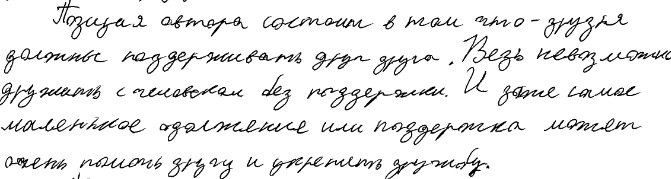 Позиция автора состоит в том что - друзья
должны поддерживать друг друга. Ведь невозможно
дружить с человеком без поддержки. И даже самое
маленькое одолжение или поддержка может
очень помочь другу и укрепить дружбу.